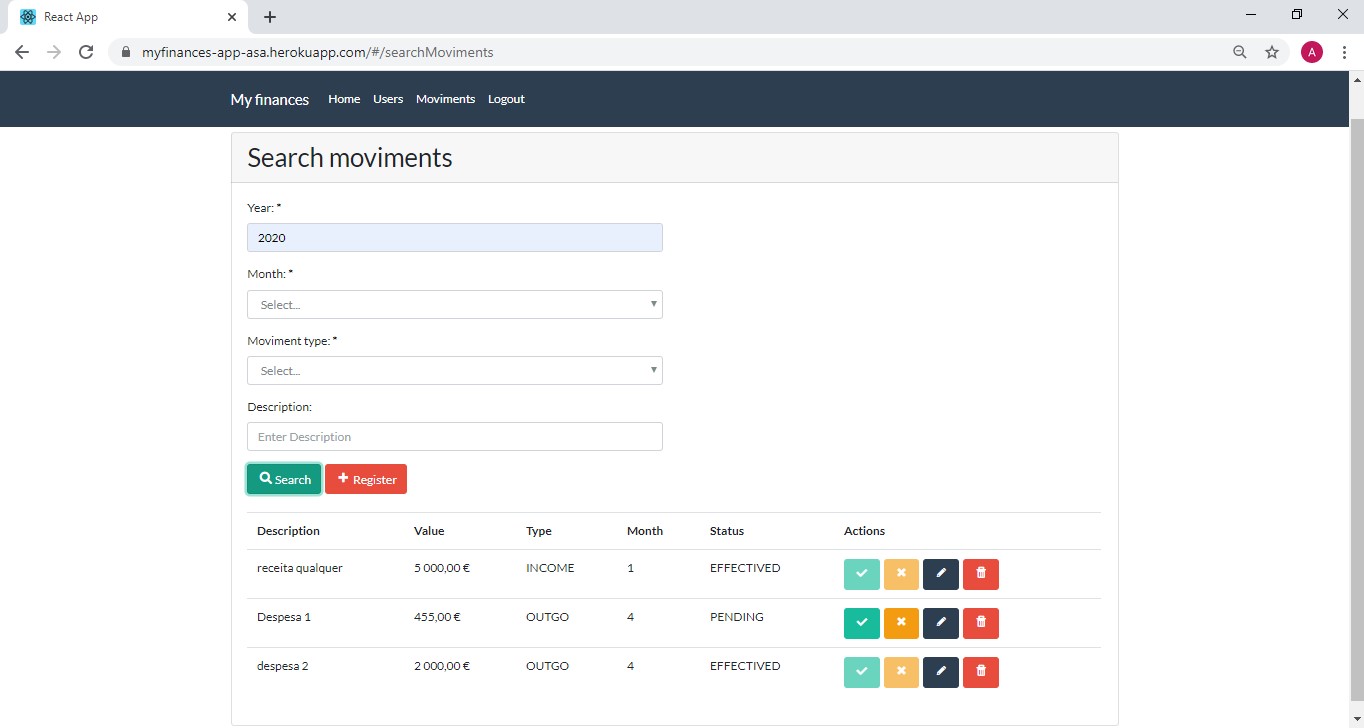 React App
myfinances-app-asa.herokuapp.com/#/searchMoviments
A
My finances Home Users Moviments Logout
Search moviments
Year: *
2020
Month: *
Select...
Moviment type: *
Select...
Description:
Enter Description
Search Register
Description Value Type Month Status Actions
receita qualquer 5 000,00 € INCOME 1 EFFECTIVED
Despesa 1 455,00 € OUTGO 4 PENDING
despesa 2 2 000,00 € OUTGO 4 EFFECTIVED